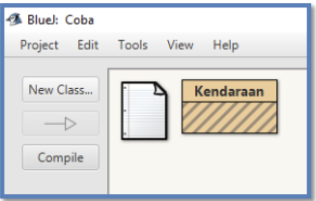 BlueJ: Coba
Project Edit Tools View Help
New Class...
Kendaraan
Compile